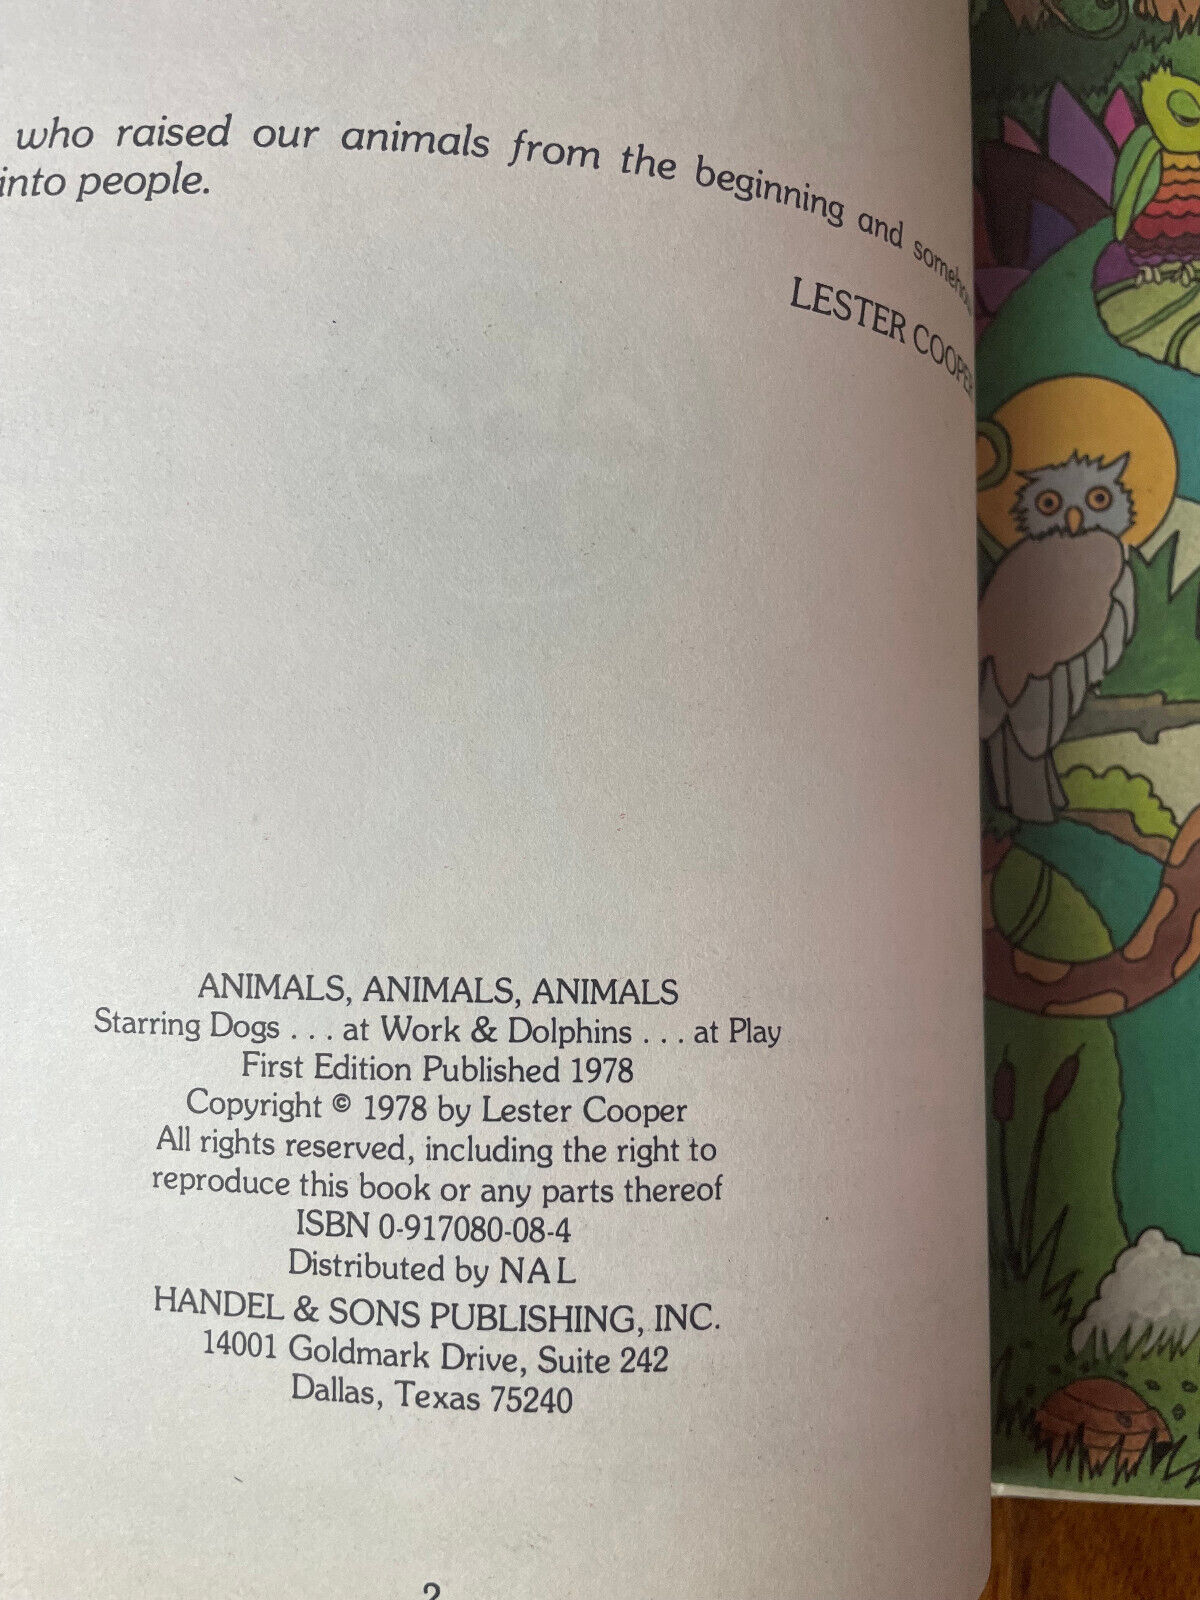 who raised our animals from the beginning and somehow
into people.
LESTER COOPER
ANIMALS, ANIMALS, ANIMALS
Starring Dogs . . . at Work & Dolphins . . . at Play
First Edition Published 1978
Copyright © 1978 by Lester Cooper
All rights reserved, including the right to
reproduce this book or any parts thereof
ISBN 0-917080-08-4
Distributed by NAL
HANDEL & SONS PUBLISHING, INC.
14001 Goldmark Drive, Suite 242
Dallas, Texas 75240
2